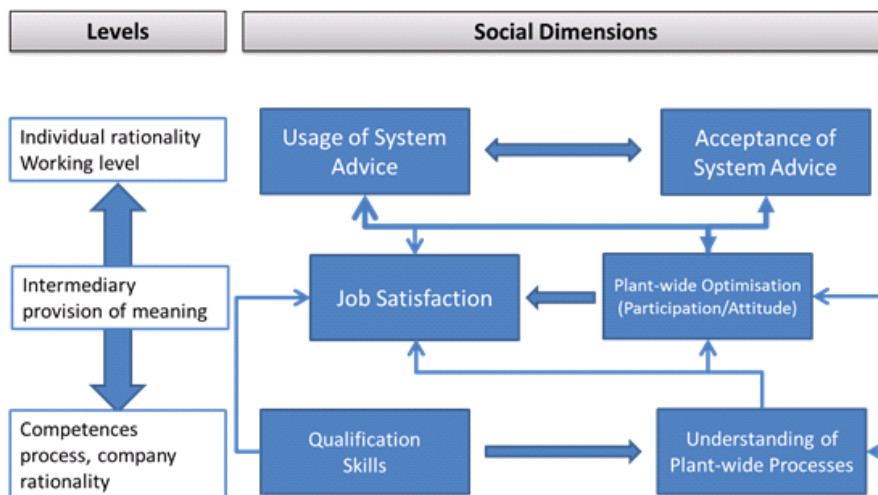 Levels
Social Dimensions
Individual rationality
Working level
Usage of System
Advice
Acceptance of
System Advice
Intermediary
provision of meaning
Job Satisfaction
Plant-wide Optimisation
(Participation/Attitude)
Competences
process, company
rationality
Qualification
Skills
Understanding of
Plant-wide Processes